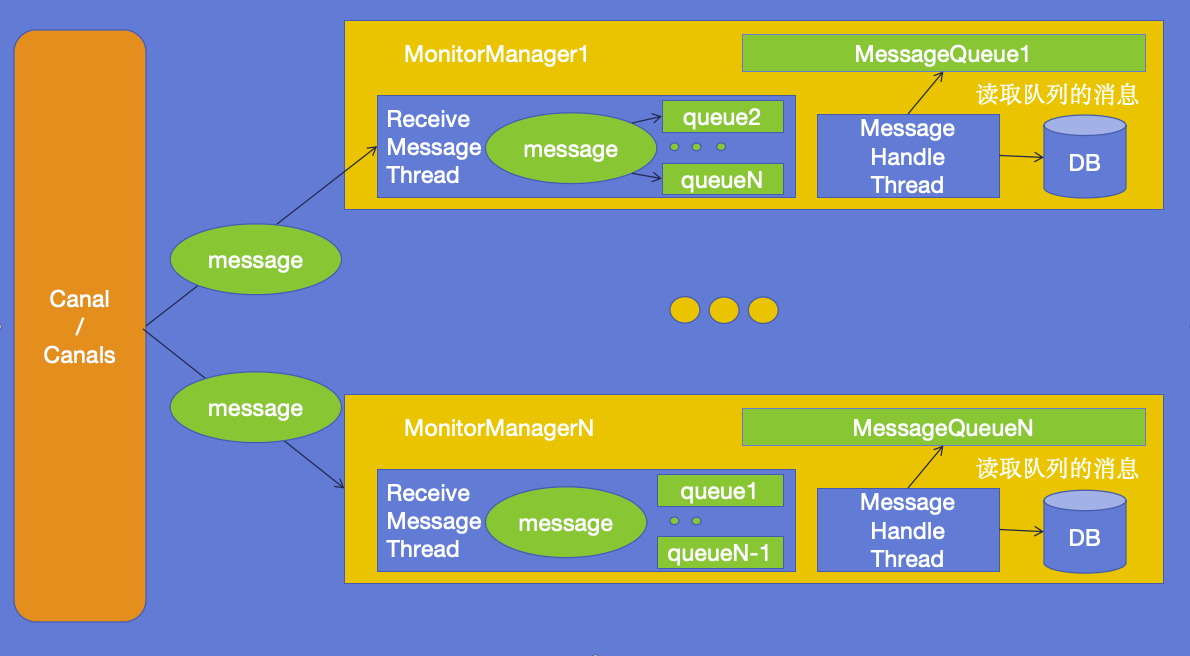 Canal
/
Canals
message
message
MonitorManager1
MessageQueue1
Receive
Message
Thread
message
queue2
queueN
读取队列的消息
Message
Handle
Thread
DB
MonitorManagerN
MessageQueueN
Receive
Message
Thread
message
queue1
queueN-1
读取队列的消息
Message
Handle
Thread
DB